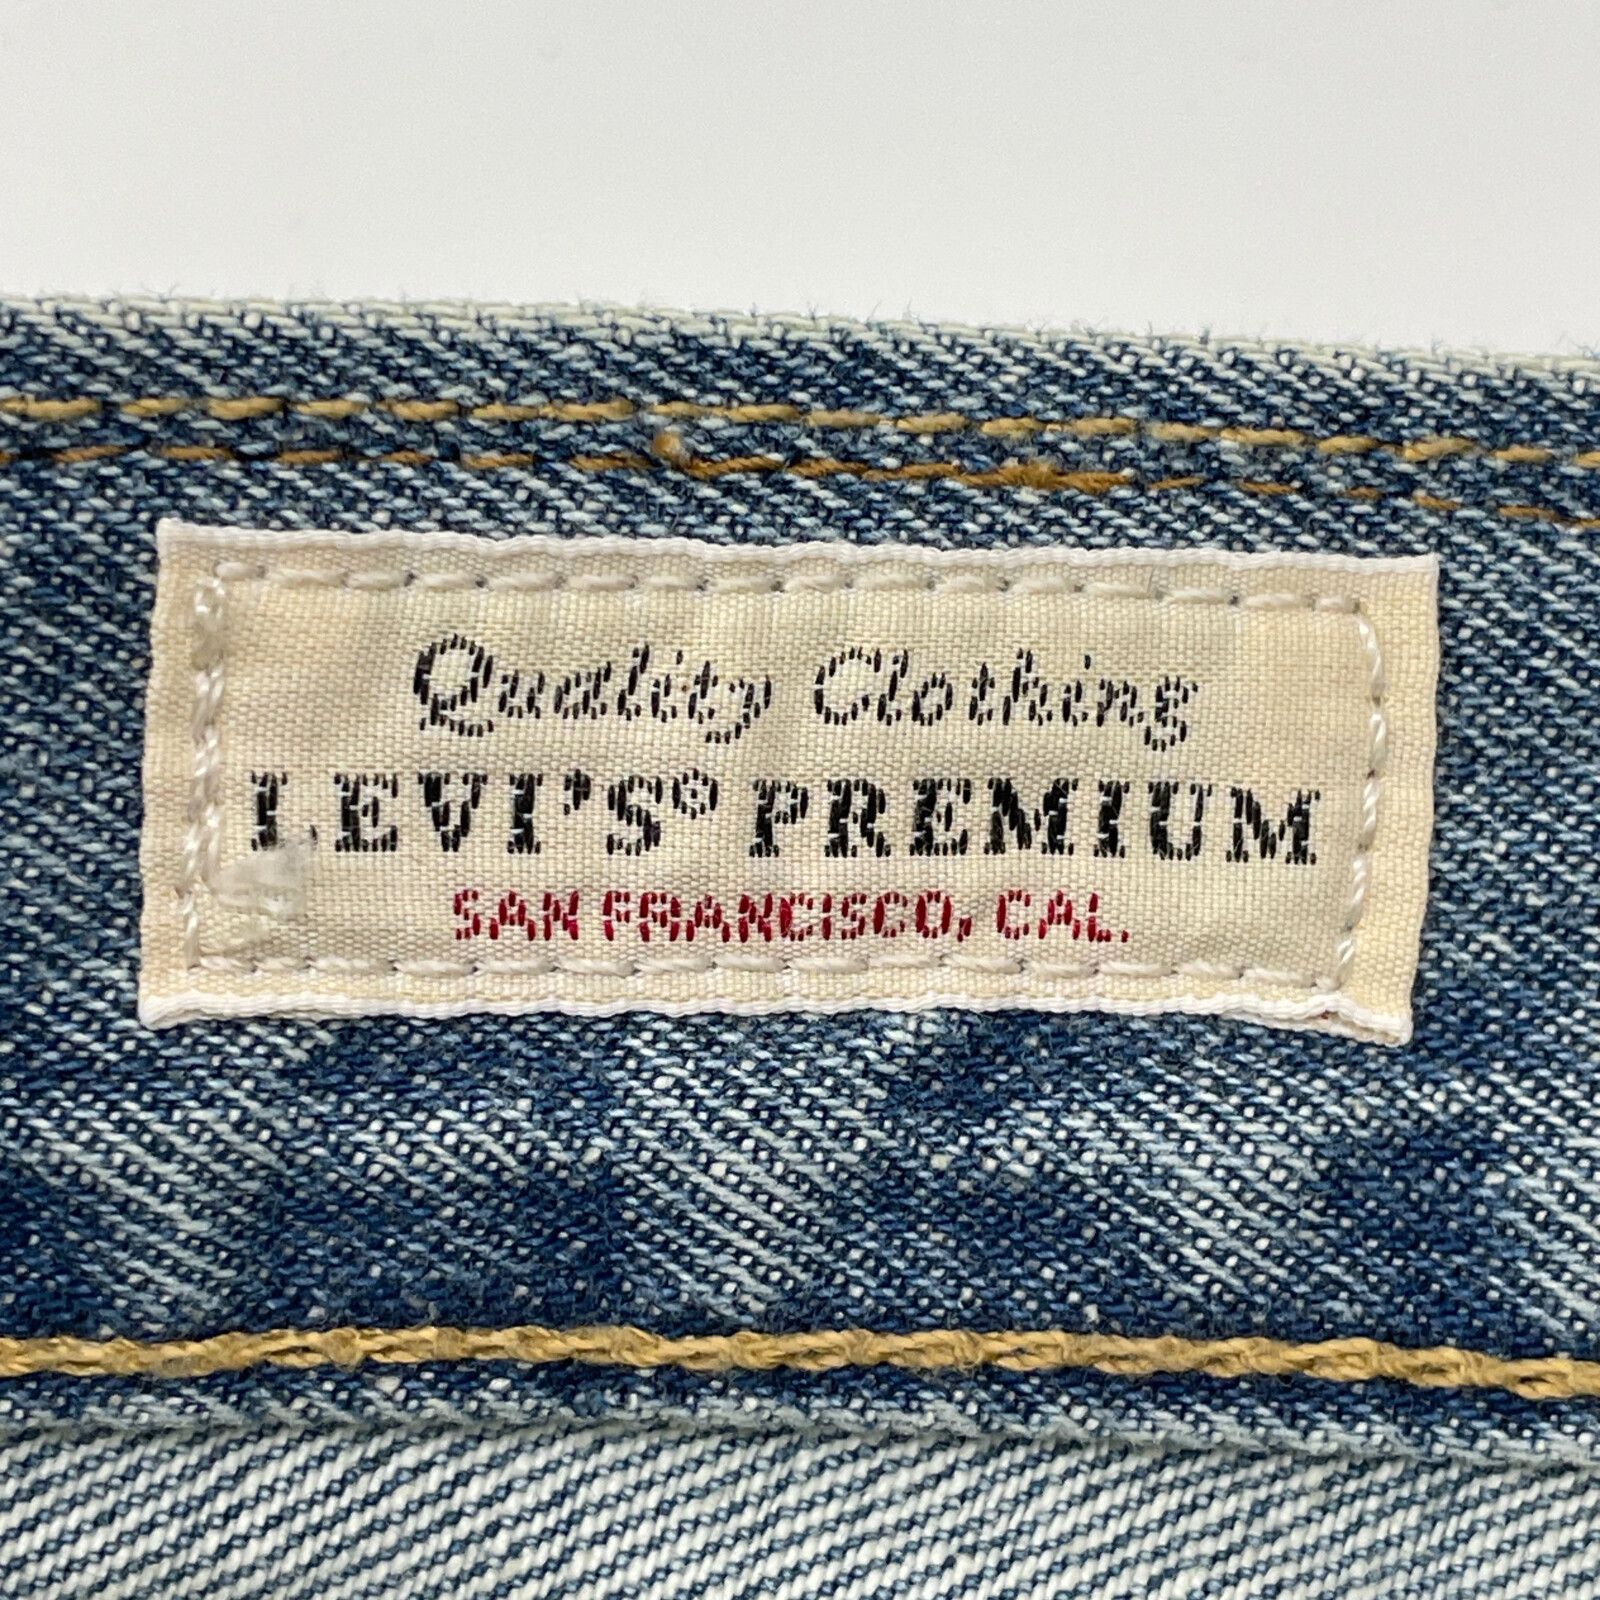 Quality Clothing
LEVI'S® PREMIUM
SAN FRANCISCO, CAL.